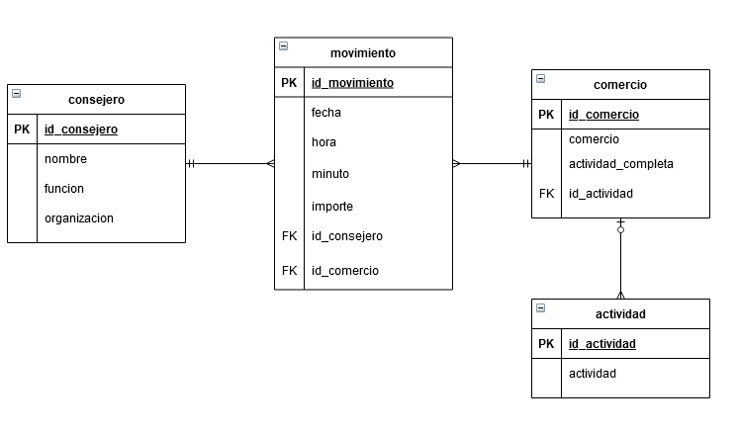 consejero
PK id_consejero
nombre
funcion
organizacion
movimiento
PK id_movimiento
fecha
hora
minuto
importe
FK id_consejero
FK id_comercio
comercio
PK id_comercio
comercio
actividad_completa
FK id_actividad
actividad
PK id_actividad
actividad